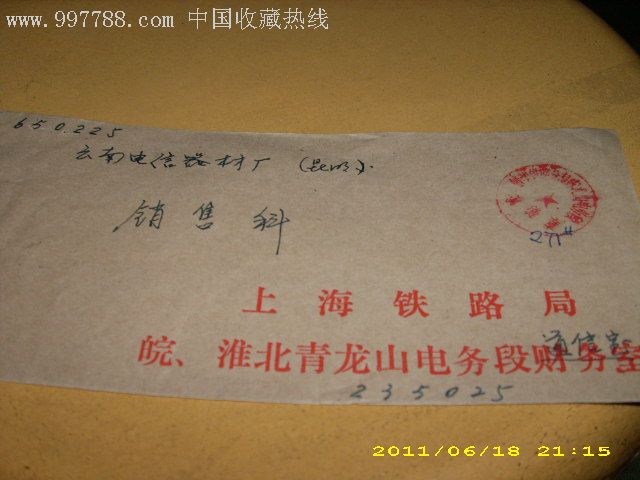 www.997788.com 中国收藏热线
650225
云南电信器材厂 (昆明)
销售科
271#
上海铁路局
皖、淮北青龙山电务段财务室
通信
235025
2011/06/18 21:15